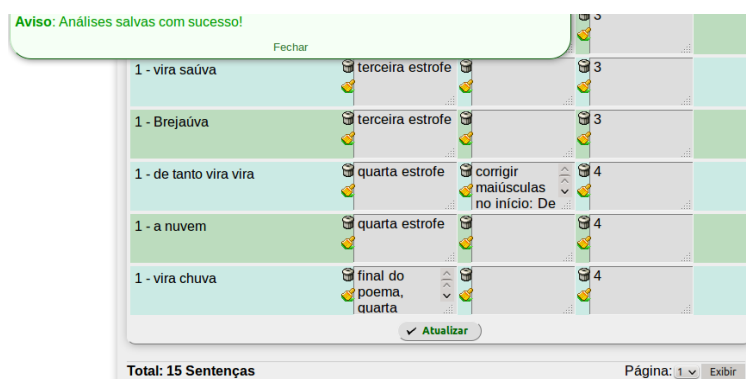 Aviso: Análises salvas com sucesso!
Fechar
3
1 - vira saúva terceira estrofe 3
1 - Brejaúva terceira estrofe 3
1 - de tanto vira vira quarta estrofe corrigir maiúsculas no início: De 4
1 - a nuvem quarta estrofe 4
1 - vira chuva final do poema, quarta 4
✓ Atualizar
Total: 15 Sentenças Página: 1 Exibir